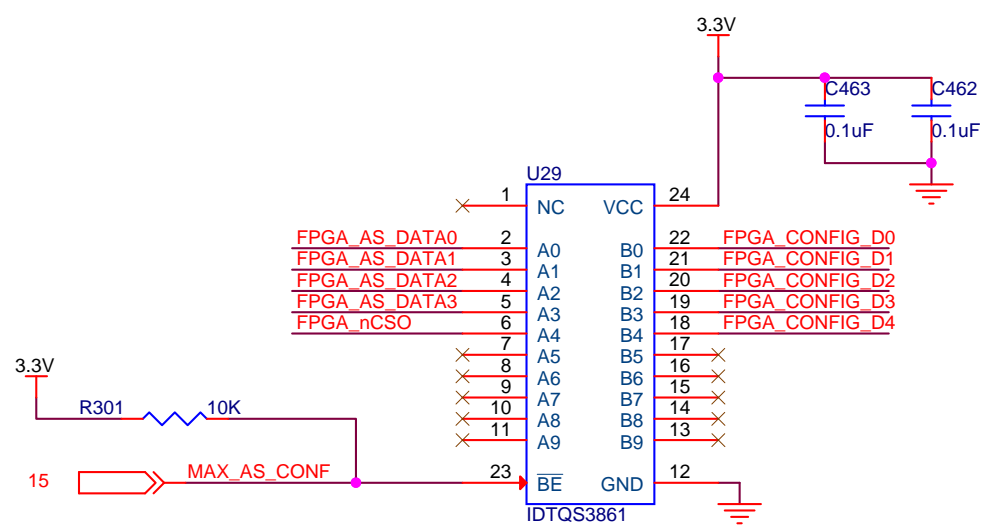 3.3V
C463
C462
0.1uF
0.1uF
U29
1
NC
VCC
24
FPGA_AS_DATA0
2
A0
B0
22
FPGA_CONFIG_D0
FPGA_AS_DATA1
3
A1
B1
21
FPGA_CONFIG_D1
FPGA_AS_DATA2
4
A2
B2
20
FPGA_CONFIG_D2
FPGA_AS_DATA3
5
A3
B3
19
FPGA_CONFIG_D3
FPGA_nCSO
6
A4
B4
18
FPGA_CONFIG_D4
7
A5
B5
17
8
A6
B6
16
9
A7
B7
15
10
A8
B8
14
11
A9
B9
13
3.3V
R301
10K
15
MAX_AS_CONF
23
BE
GND
12
IDTQS3861